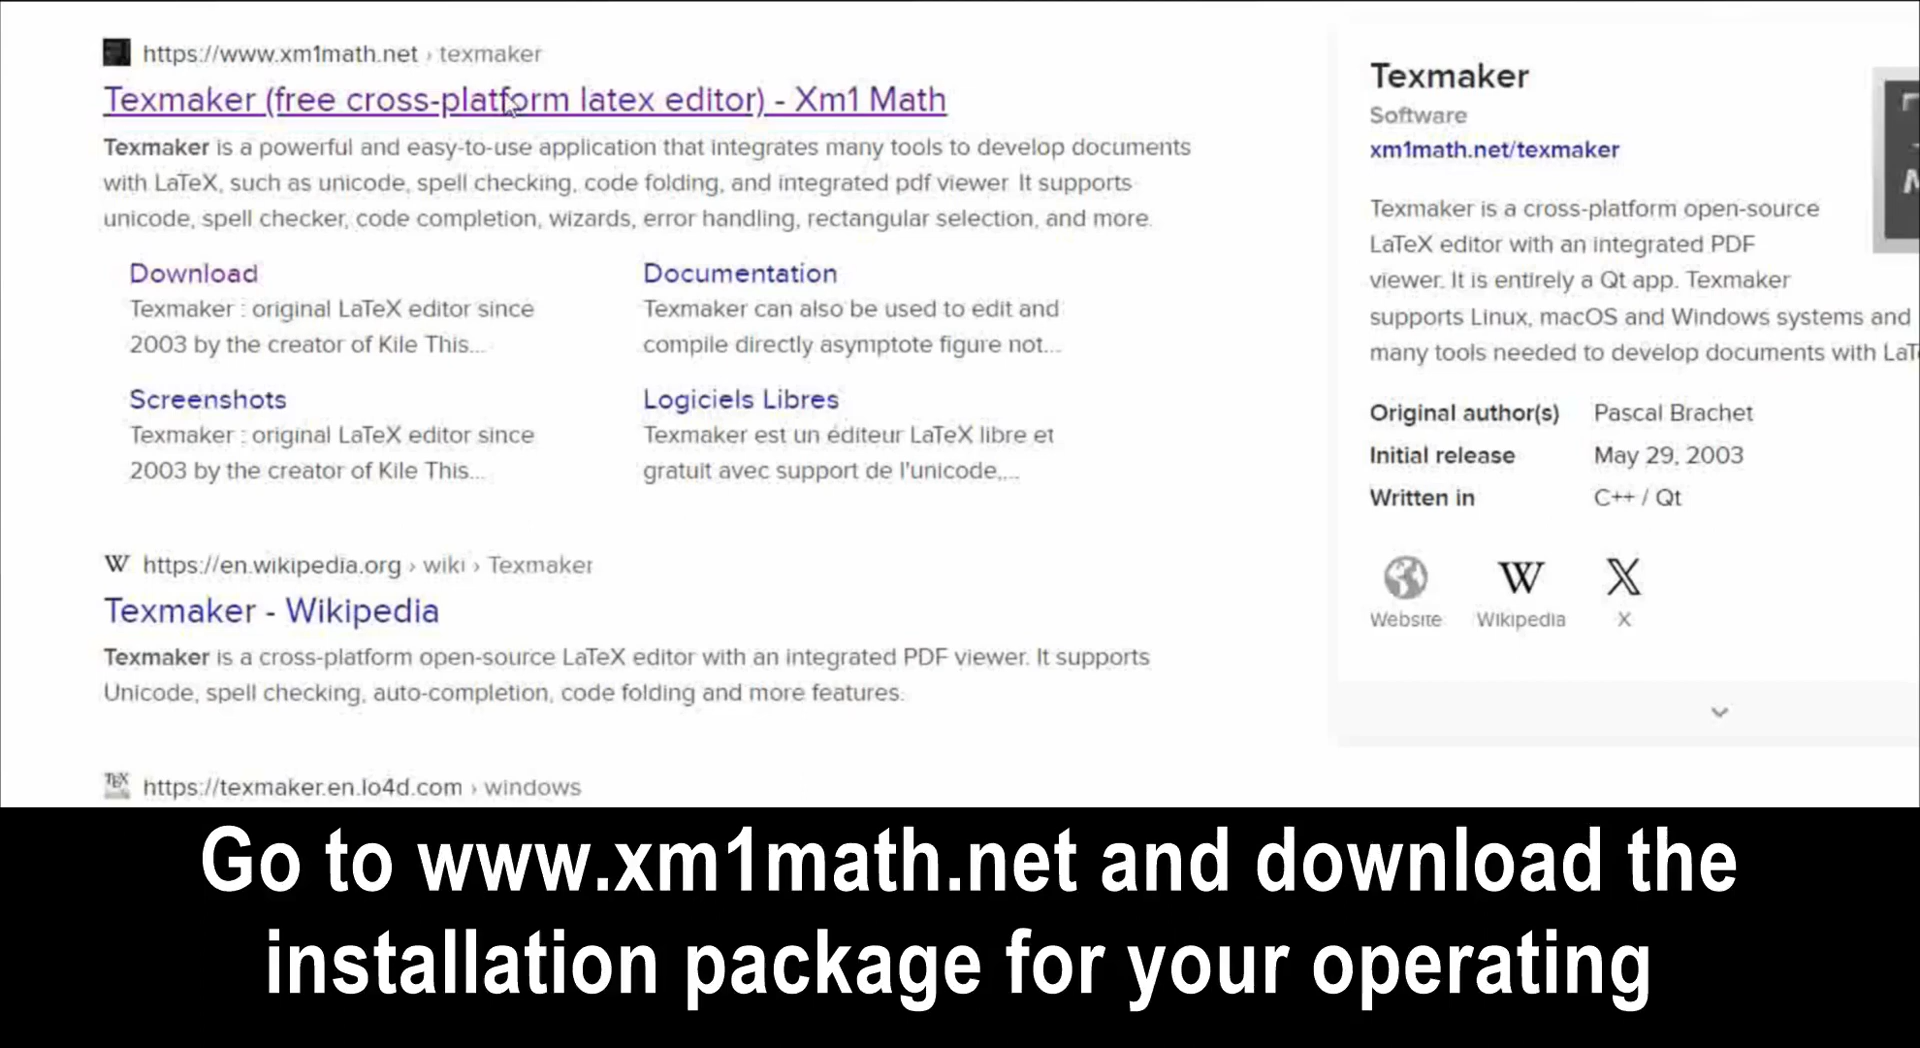 https://www.xm1math.net › texmaker
Texmaker (free cross-platform latex editor) - Xm1 Math
Texmaker is a powerful and easy-to-use application that integrates many tools to develop documents
with LaTeX, such as unicode, spell checking, code folding, and integrated pdf viewer. It supports
unicode, spell checker, code completion, wizards, error handling, rectangular selection, and more.
Download
Texmaker : original LaTeX editor since
2003 by the creator of Kile This...
Documentation
Texmaker can also be used to edit and
compile directly asymptote figure not...
Screenshots
Texmaker : original LaTeX editor since
2003 by the creator of Kile This...
Logiciels Libres
Texmaker est un éditeur LaTeX libre et
gratuit avec support de l'unicode,...
W https://en.wikipedia.org › wiki › Texmaker
Texmaker - Wikipedia
Texmaker is a cross-platform open-source LaTeX editor with an integrated PDF viewer. It supports
Unicode, spell checking, auto-completion, code folding and more features.
TEX https://texmaker.en.lo4d.com › windows
Texmaker
Software
xm1math.net/texmaker
Texmaker is a cross-platform open-source
LaTeX editor with an integrated PDF
viewer. It is entirely a Qt app. Texmaker
supports Linux, macOS and Windows systems and
many tools needed to develop documents with LaT
Original author(s) Pascal Brachet
Initial release May 29, 2003
Written in C++ / Qt
W X
Website Wikipedia X
Go to www.xm1math.net and download the
installation package for your operating